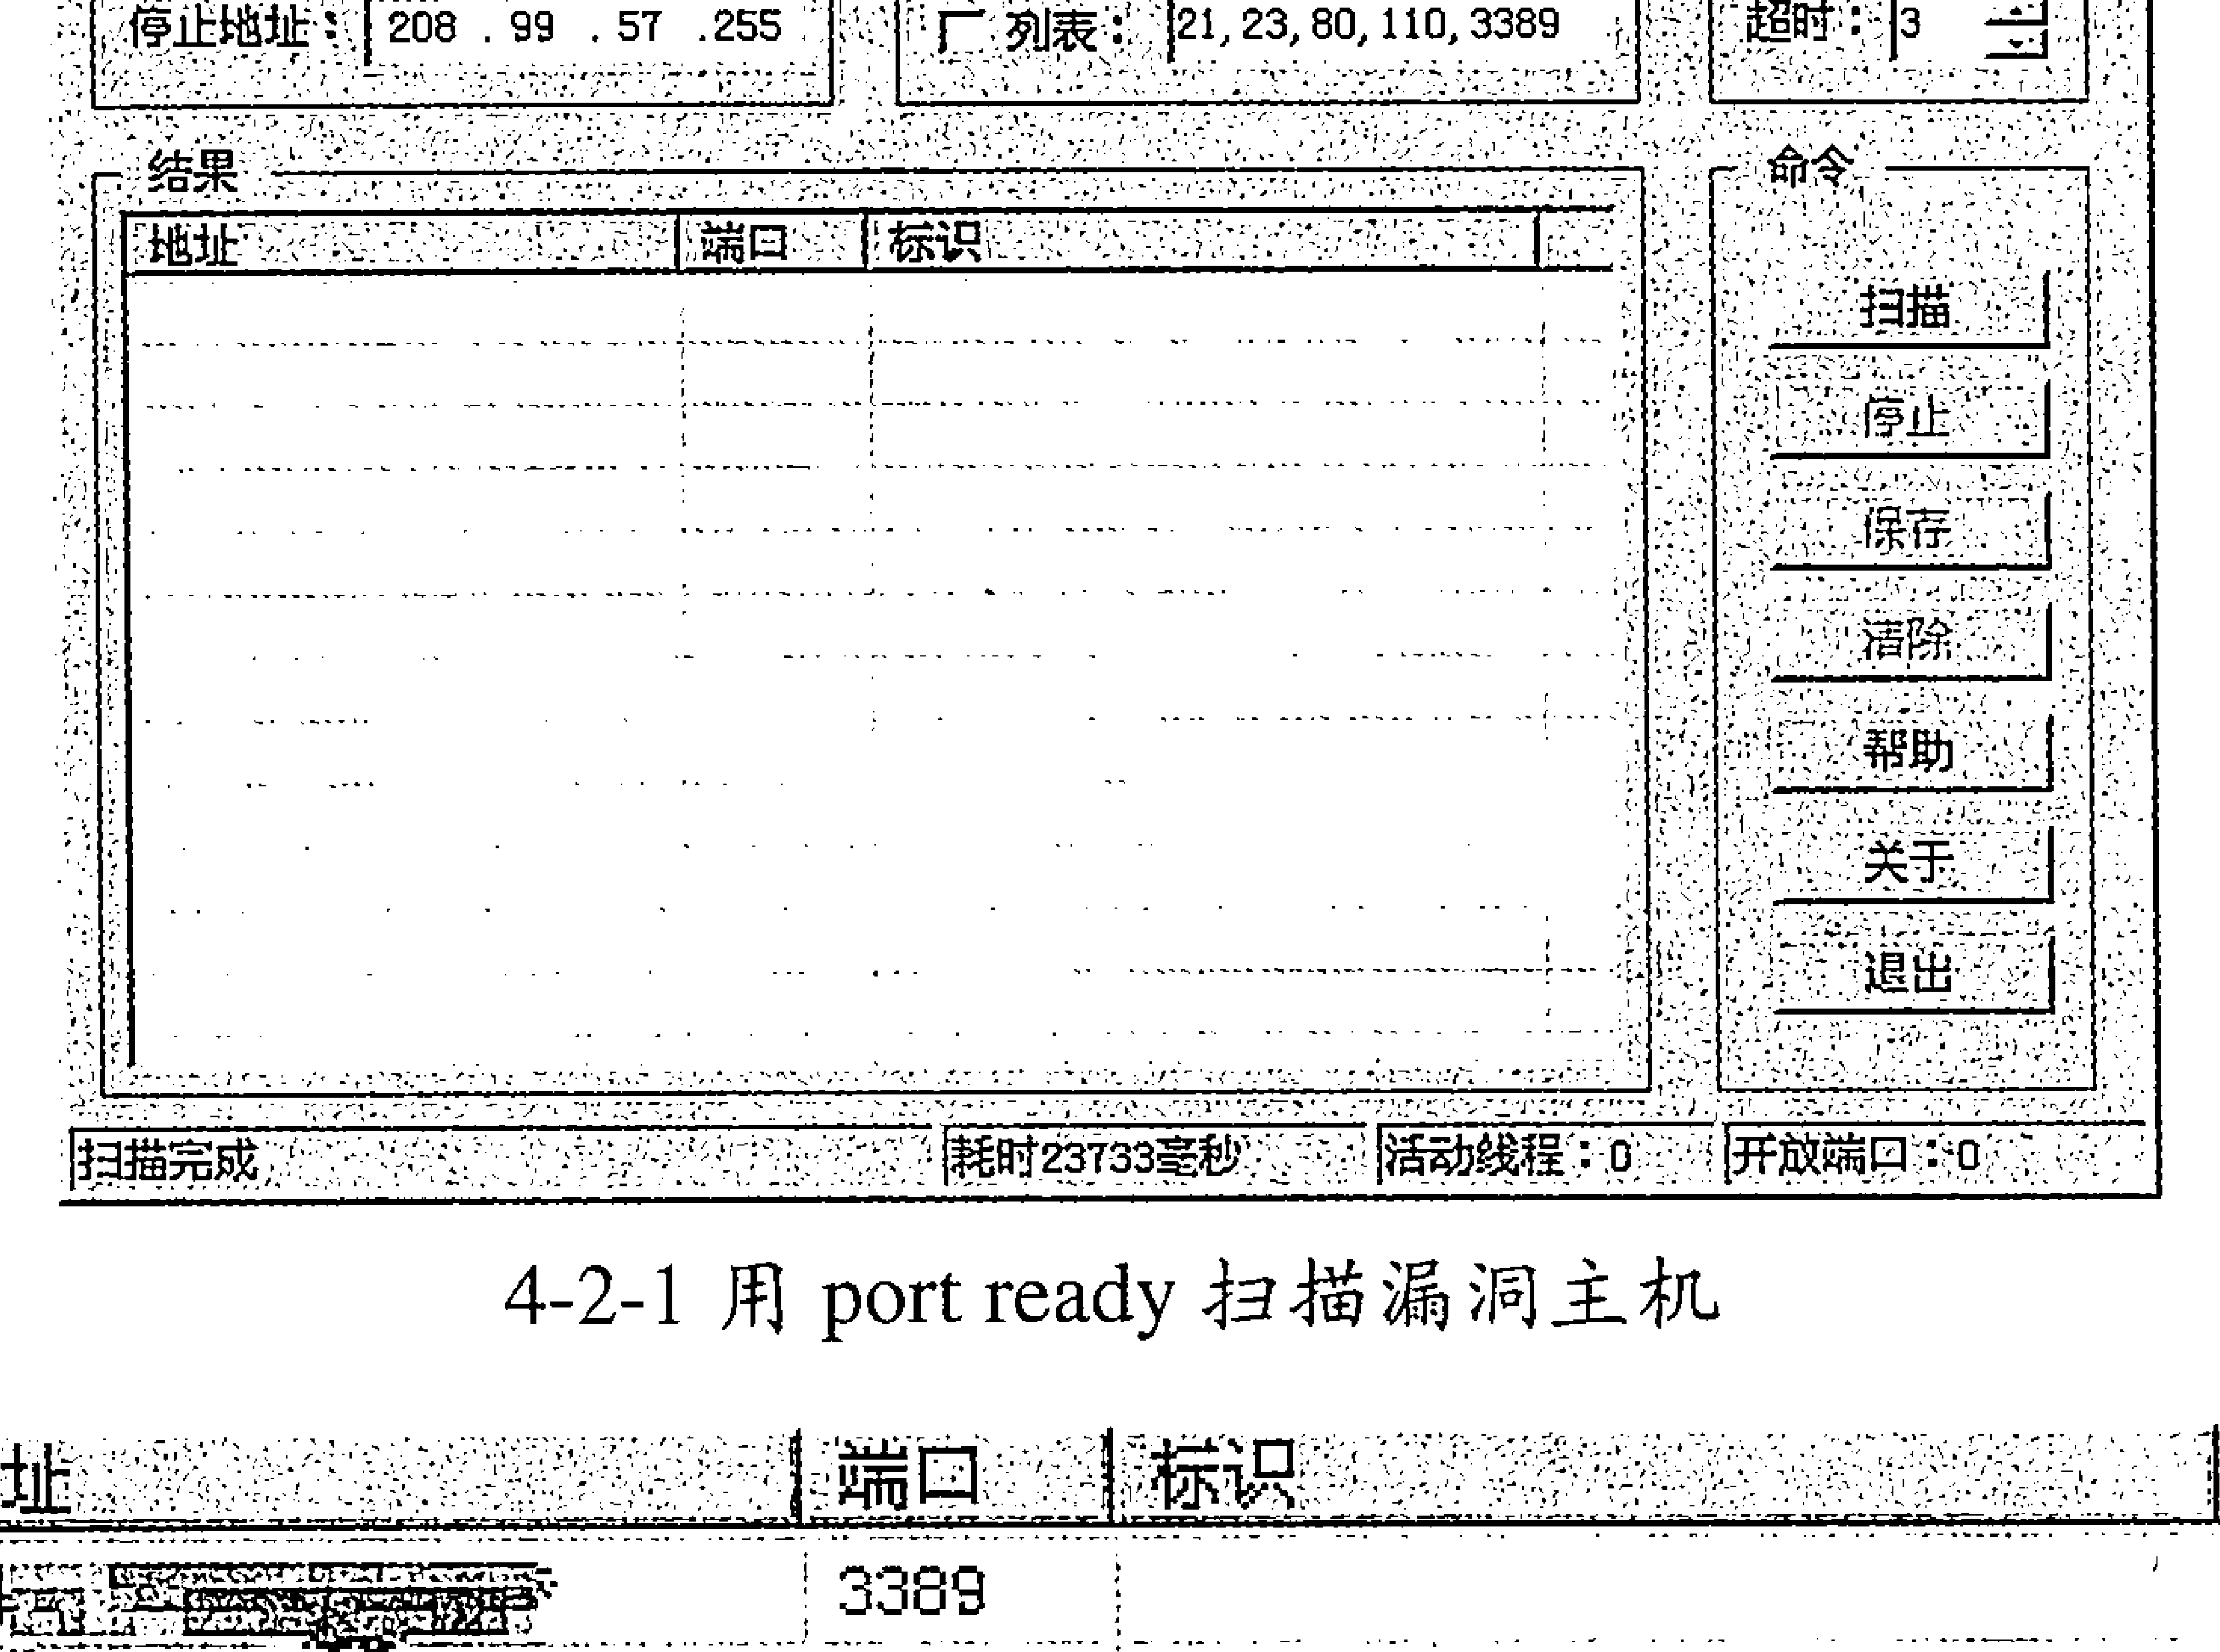 停止地址： 208 . 99 . 57 .255 列表： 21,23,80,110,3389 超时： 3
结果 命令
地址 端口 标识
扫描
停止
保存
清除
帮助
关于
退出
扫描完成 耗时23733毫秒 活动线程：0 开放端口：0
4-2-1 用 port ready 扫描漏洞主机
址 端口 标识
3389